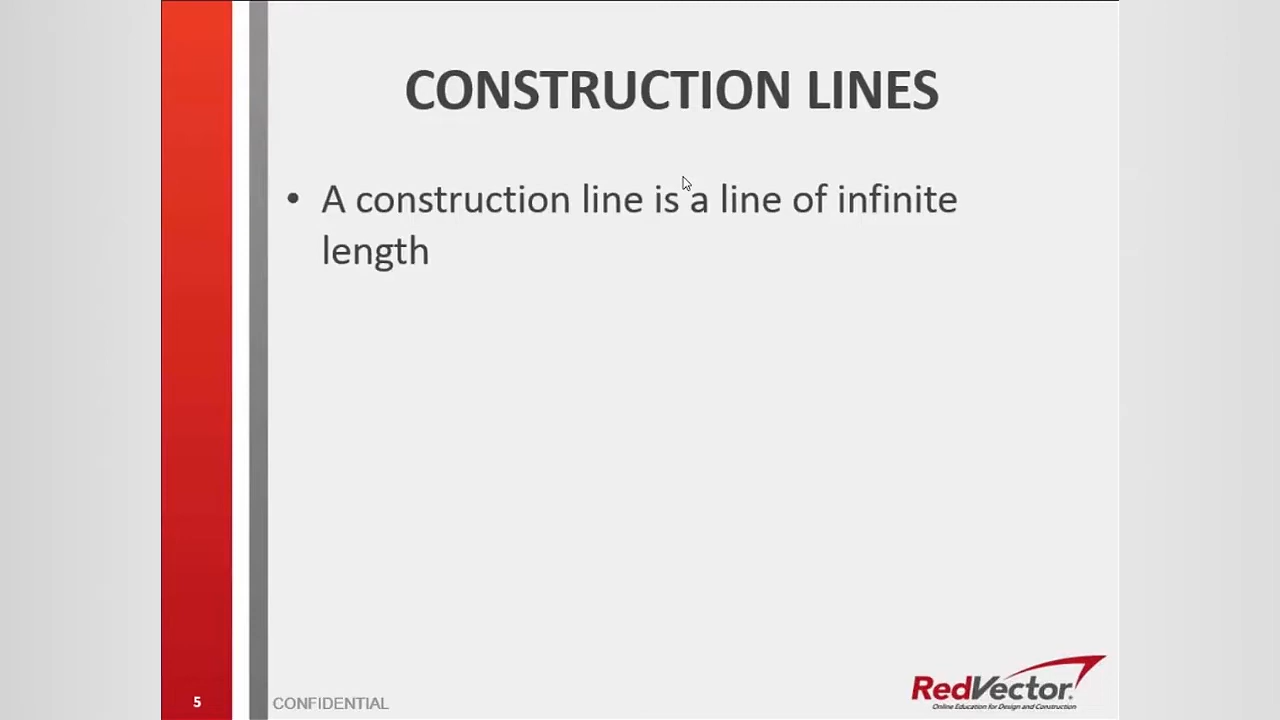 CONSTRUCTION LINES
• A construction line is a line of infinite
length
5
CONFIDENTIAL
RedVector.
Online Education for Design and Construction